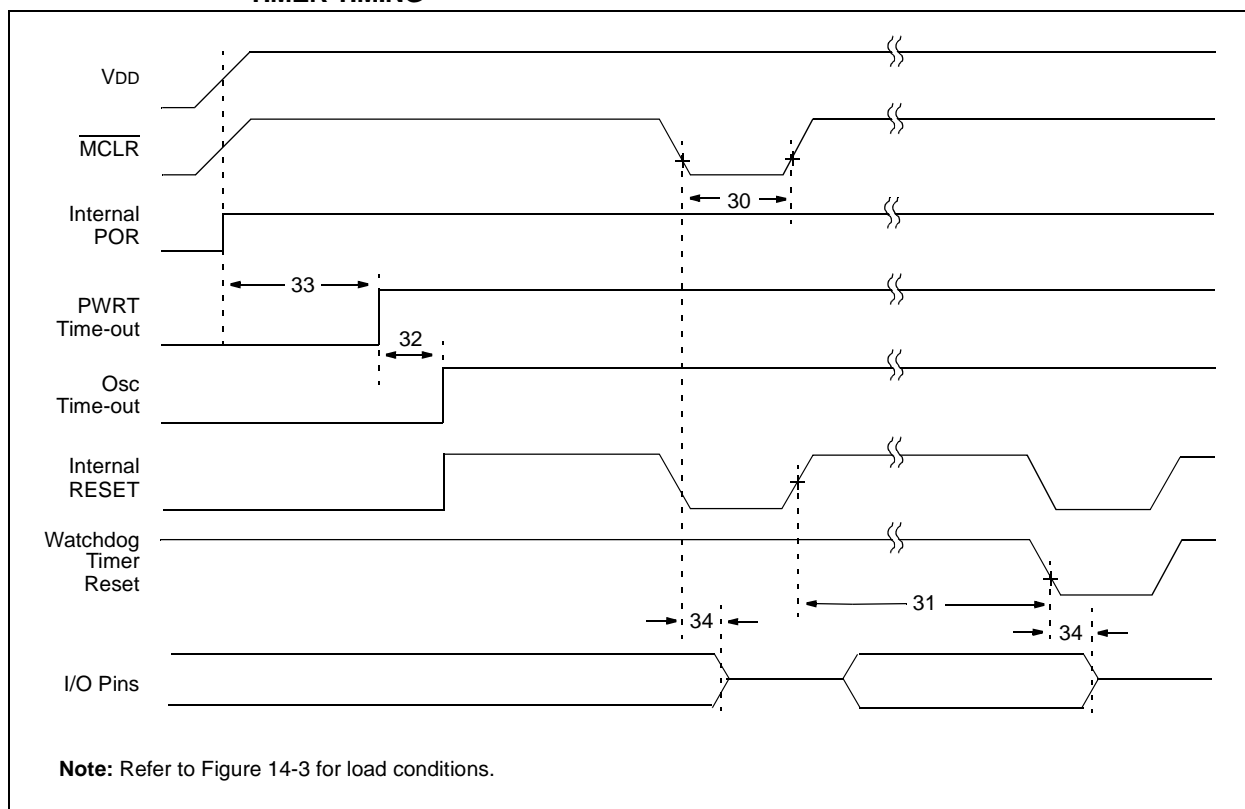 TIMER TIMING
VDD
MCLR
30
Internal
POR
33
PWRT
Time-out
32
Osc
Time-out
Internal
RESET
Watchdog
Timer
Reset
31
34
34
I/O Pins
Note: Refer to Figure 14-3 for load conditions.